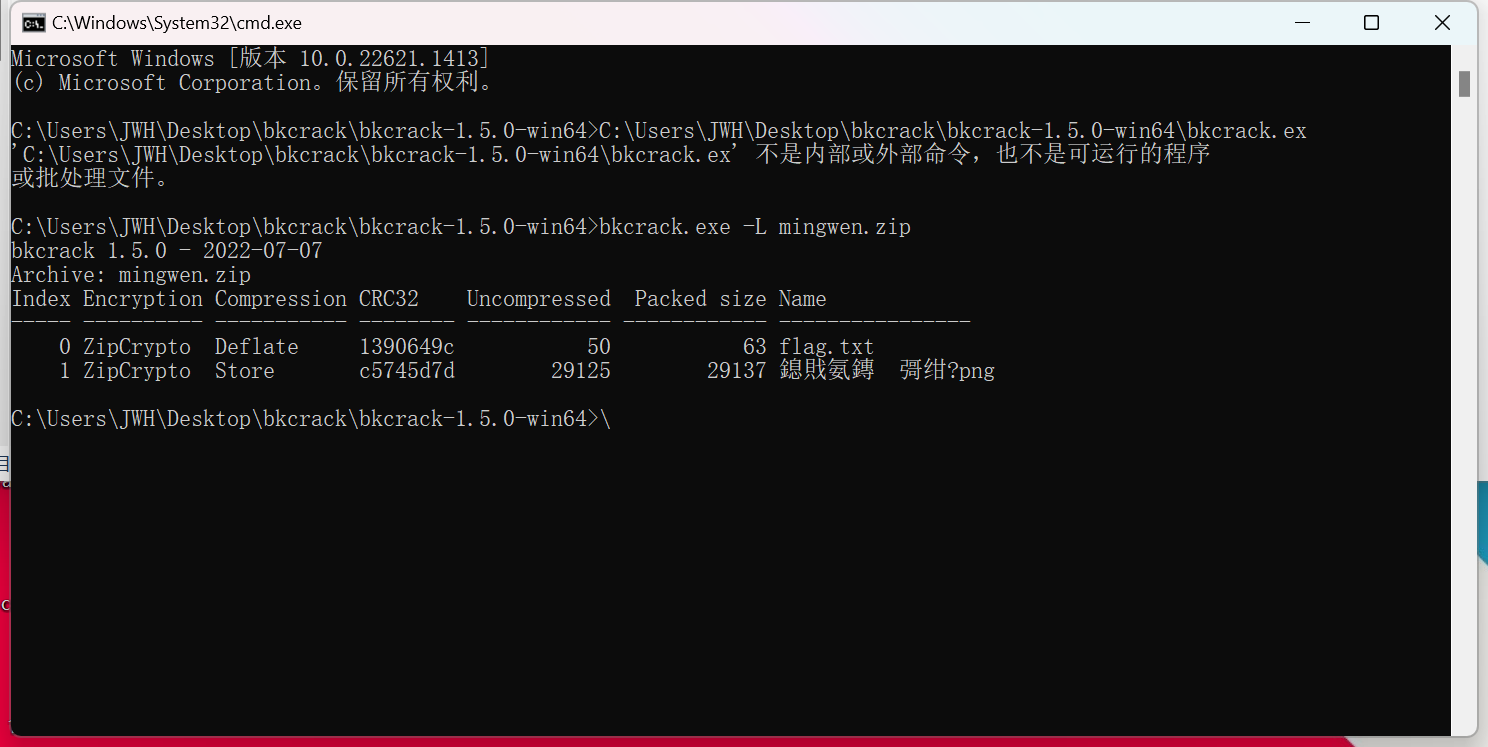 C:\Windows\System32\cmd.exe
Microsoft Windows [版本 10.0.22621.1413]
(c) Microsoft Corporation。保留所有权利。
C:\Users\JWH\Desktop\bkcrack\bkcrack-1.5.0-win64>C:\Users\JWH\Desktop\bkcrack\bkcrack-1.5.0-win64\bkcrack.ex
'C:\Users\JWH\Desktop\bkcrack\bkcrack-1.5.0-win64\bkcrack.ex' 不是内部或外部命令，也不是可运行的程序
或批处理文件。
C:\Users\JWH\Desktop\bkcrack\bkcrack-1.5.0-win64>bkcrack.exe -L mingwen.zip
bkcrack 1.5.0 - 2022-07-07
Archive: mingwen.zip
Index Encryption Compression CRC32    Uncompressed  Packed size Name
----- ---------- ----------- -------- ------------ ------------ ----------------
    0 ZipCrypto  Deflate     1390649c           50           63 flag.txt
    1 ZipCrypto  Store       c5745d7d        29125        29137 鎴戝氨鏄  弬绀?png
C:\Users\JWH\Desktop\bkcrack\bkcrack-1.5.0-win64>\